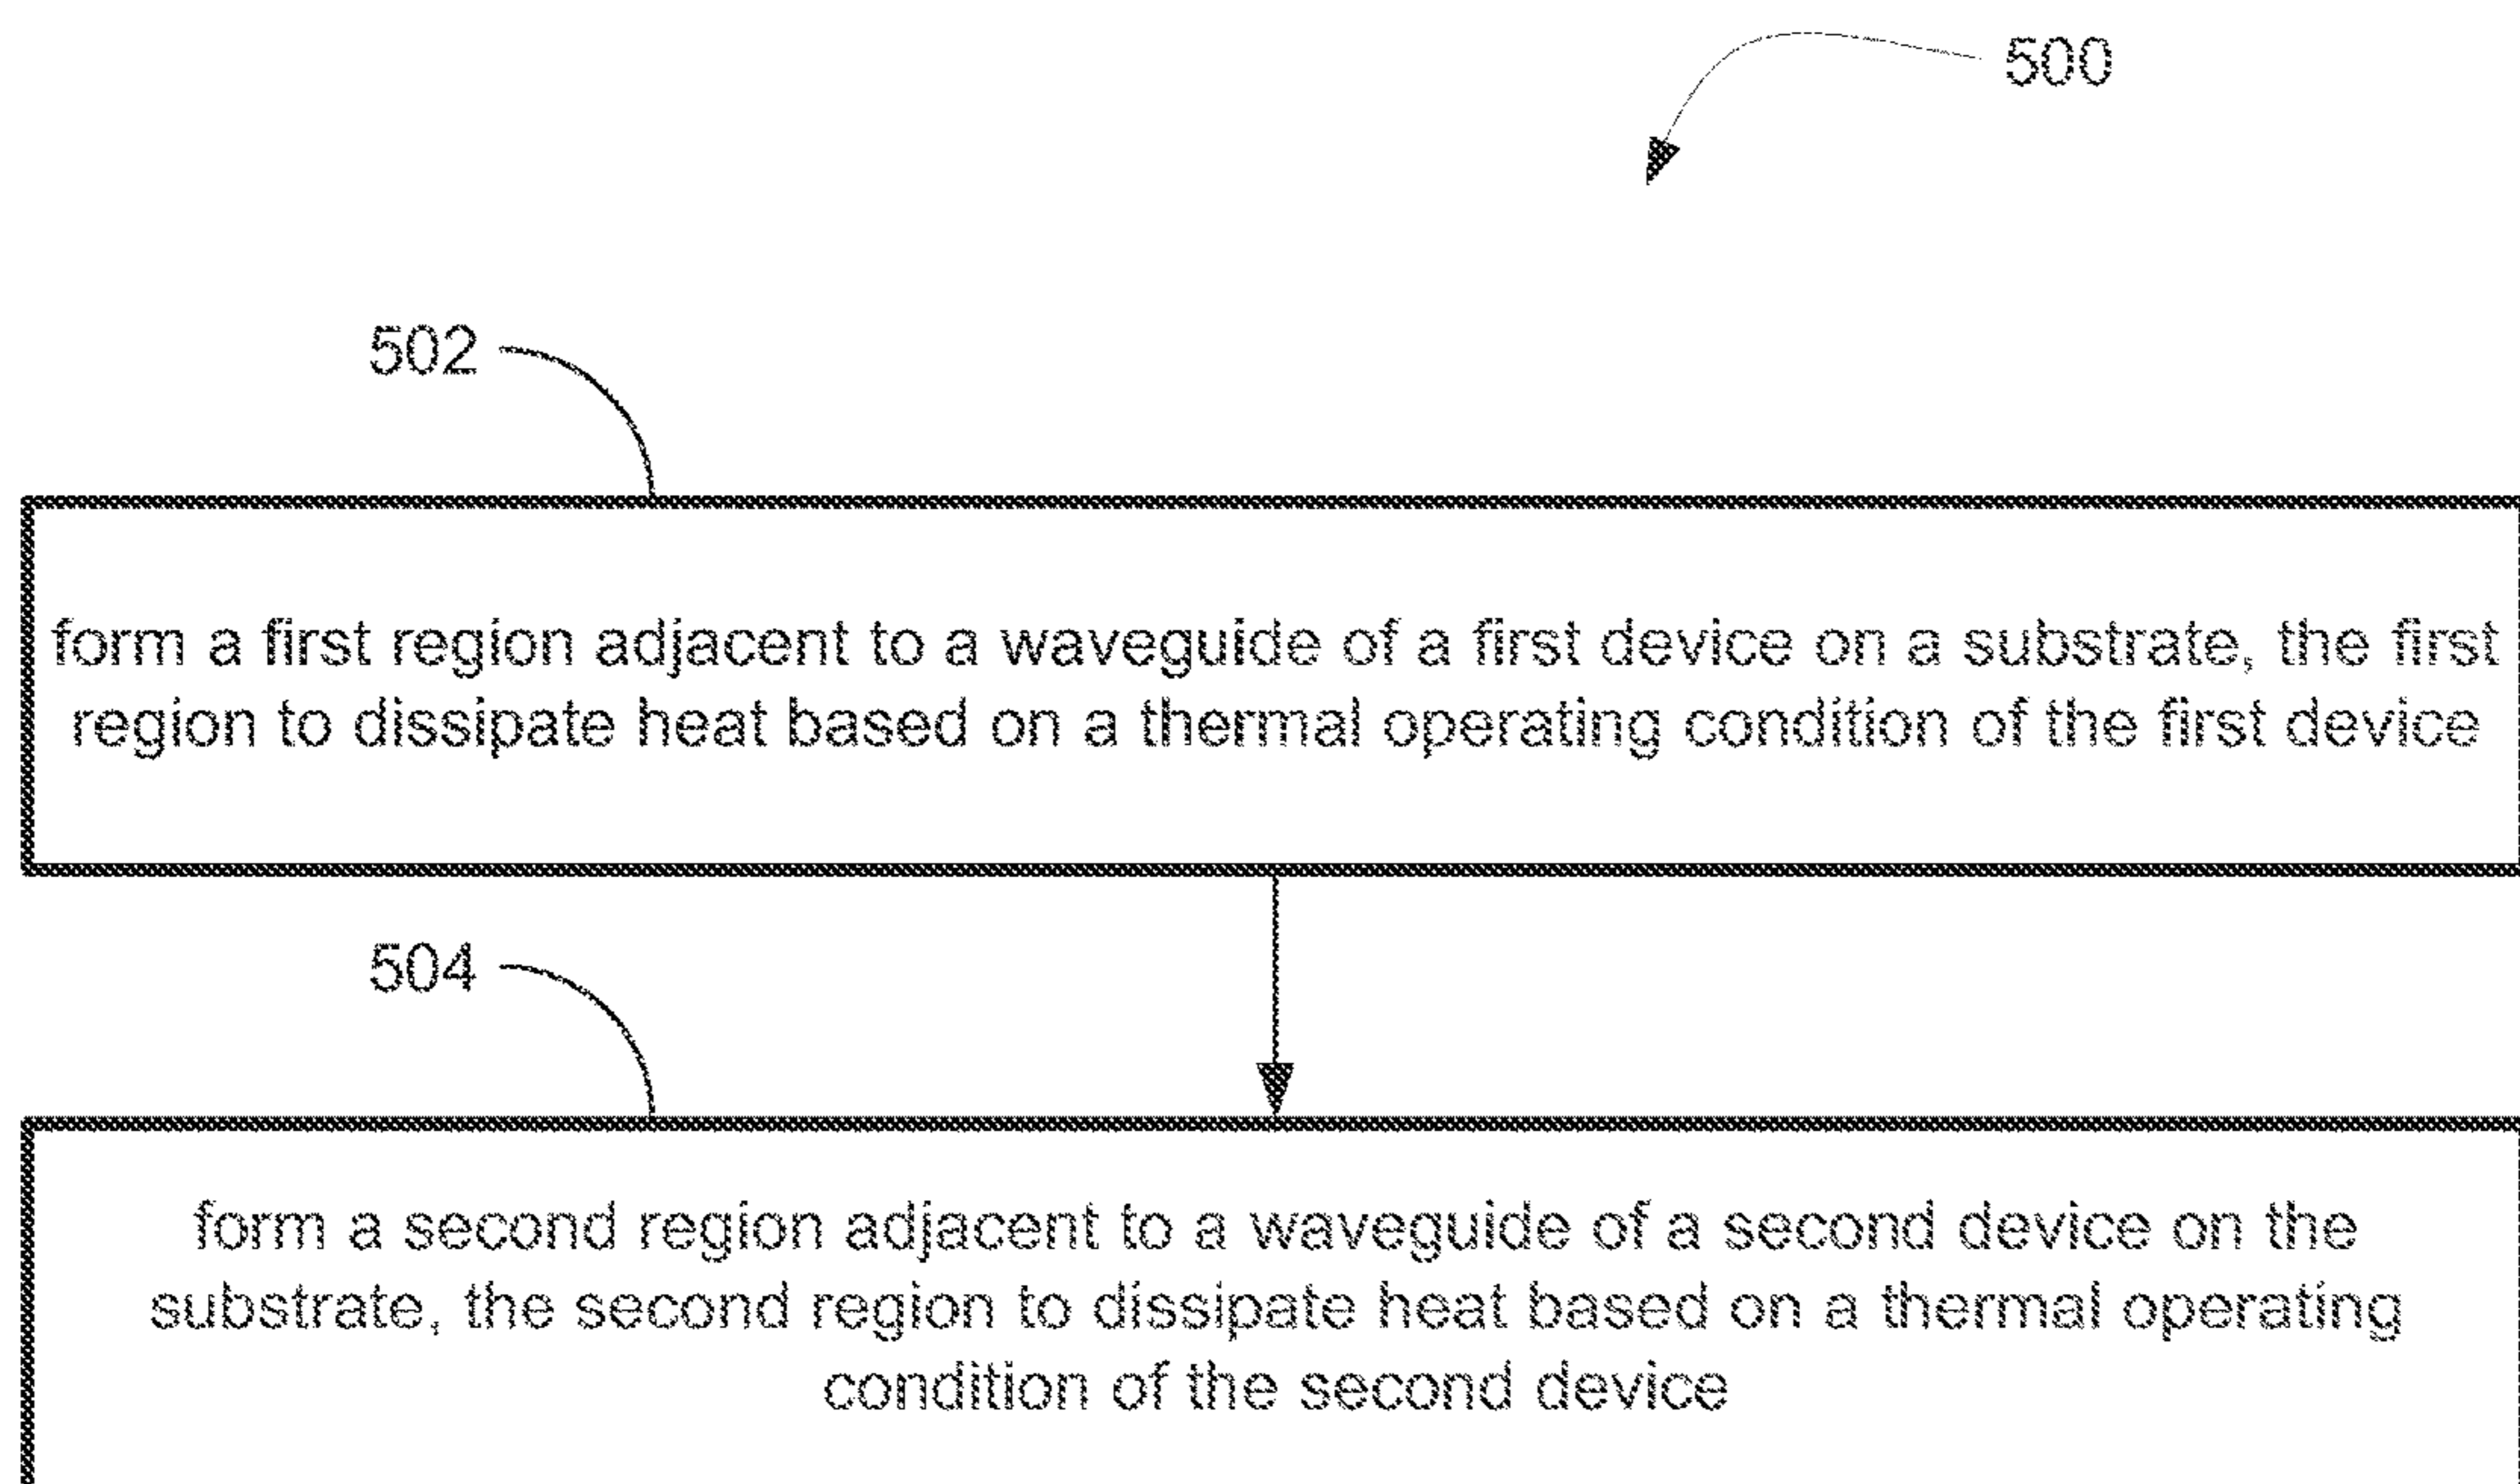 500
502
form a first region adjacent to a waveguide of a first device on a substrate, the first
region to dissipate heat based on a thermal operating condition of the first device
504
form a second region adjacent to a waveguide of a second device on the
substrate, the second region to dissipate heat based on a thermal operating
condition of the second device